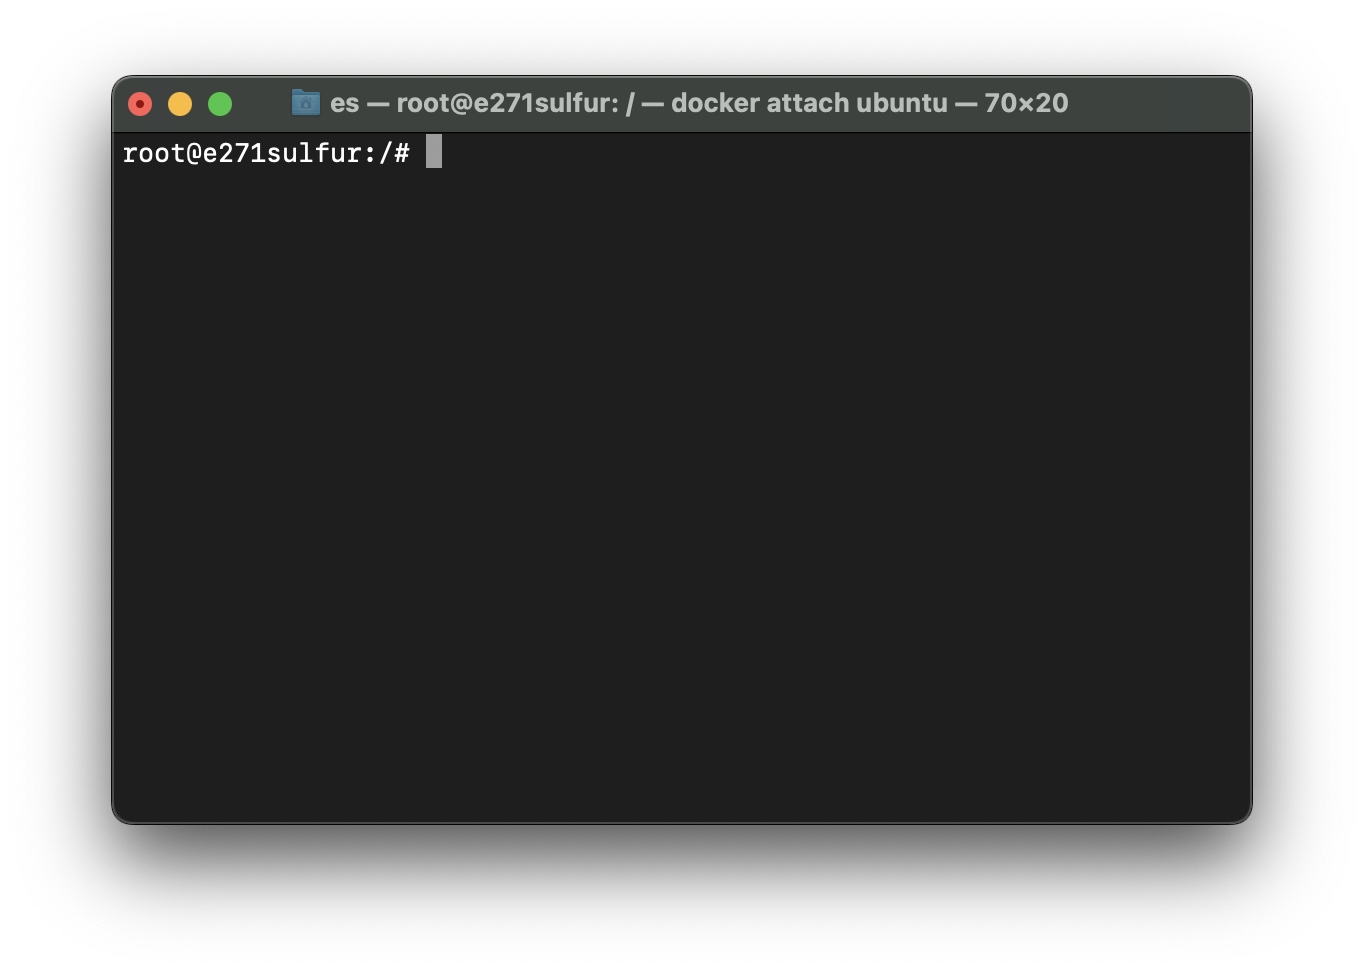 es — root@e271sulfur: / — docker attach ubuntu — 70×20
root@e271sulfur:/#